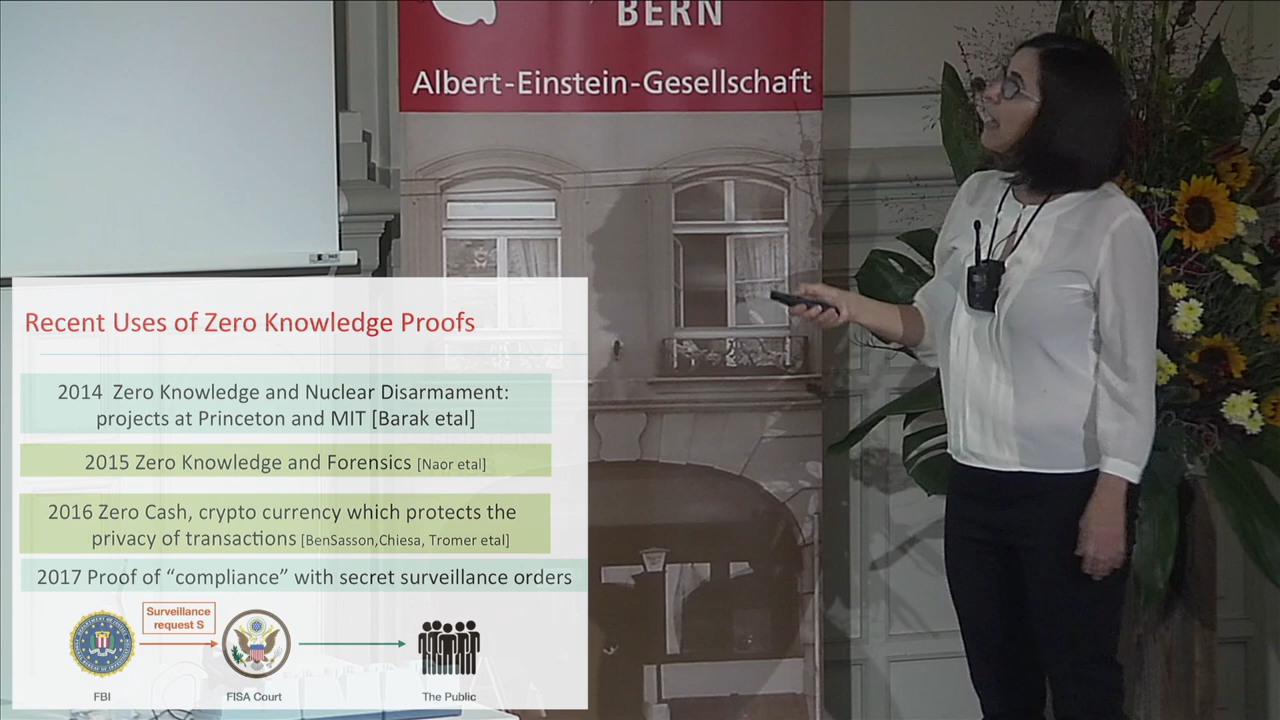 BERN
Albert-Einstein-Gesellschaft
Recent Uses of Zero Knowledge Proofs
2014 Zero Knowledge and Nuclear Disarmament:
projects at Princeton and MIT [Barak etal]
2015 Zero Knowledge and Forensics [Naor etal]
2016 Zero Cash, crypto currency which protects the
privacy of transactions [BenSasson,Chiesa, Tromer etal]
2017 Proof of “compliance” with secret surveillance orders
Surveillance
request S
FBI
FISA Court
The Public